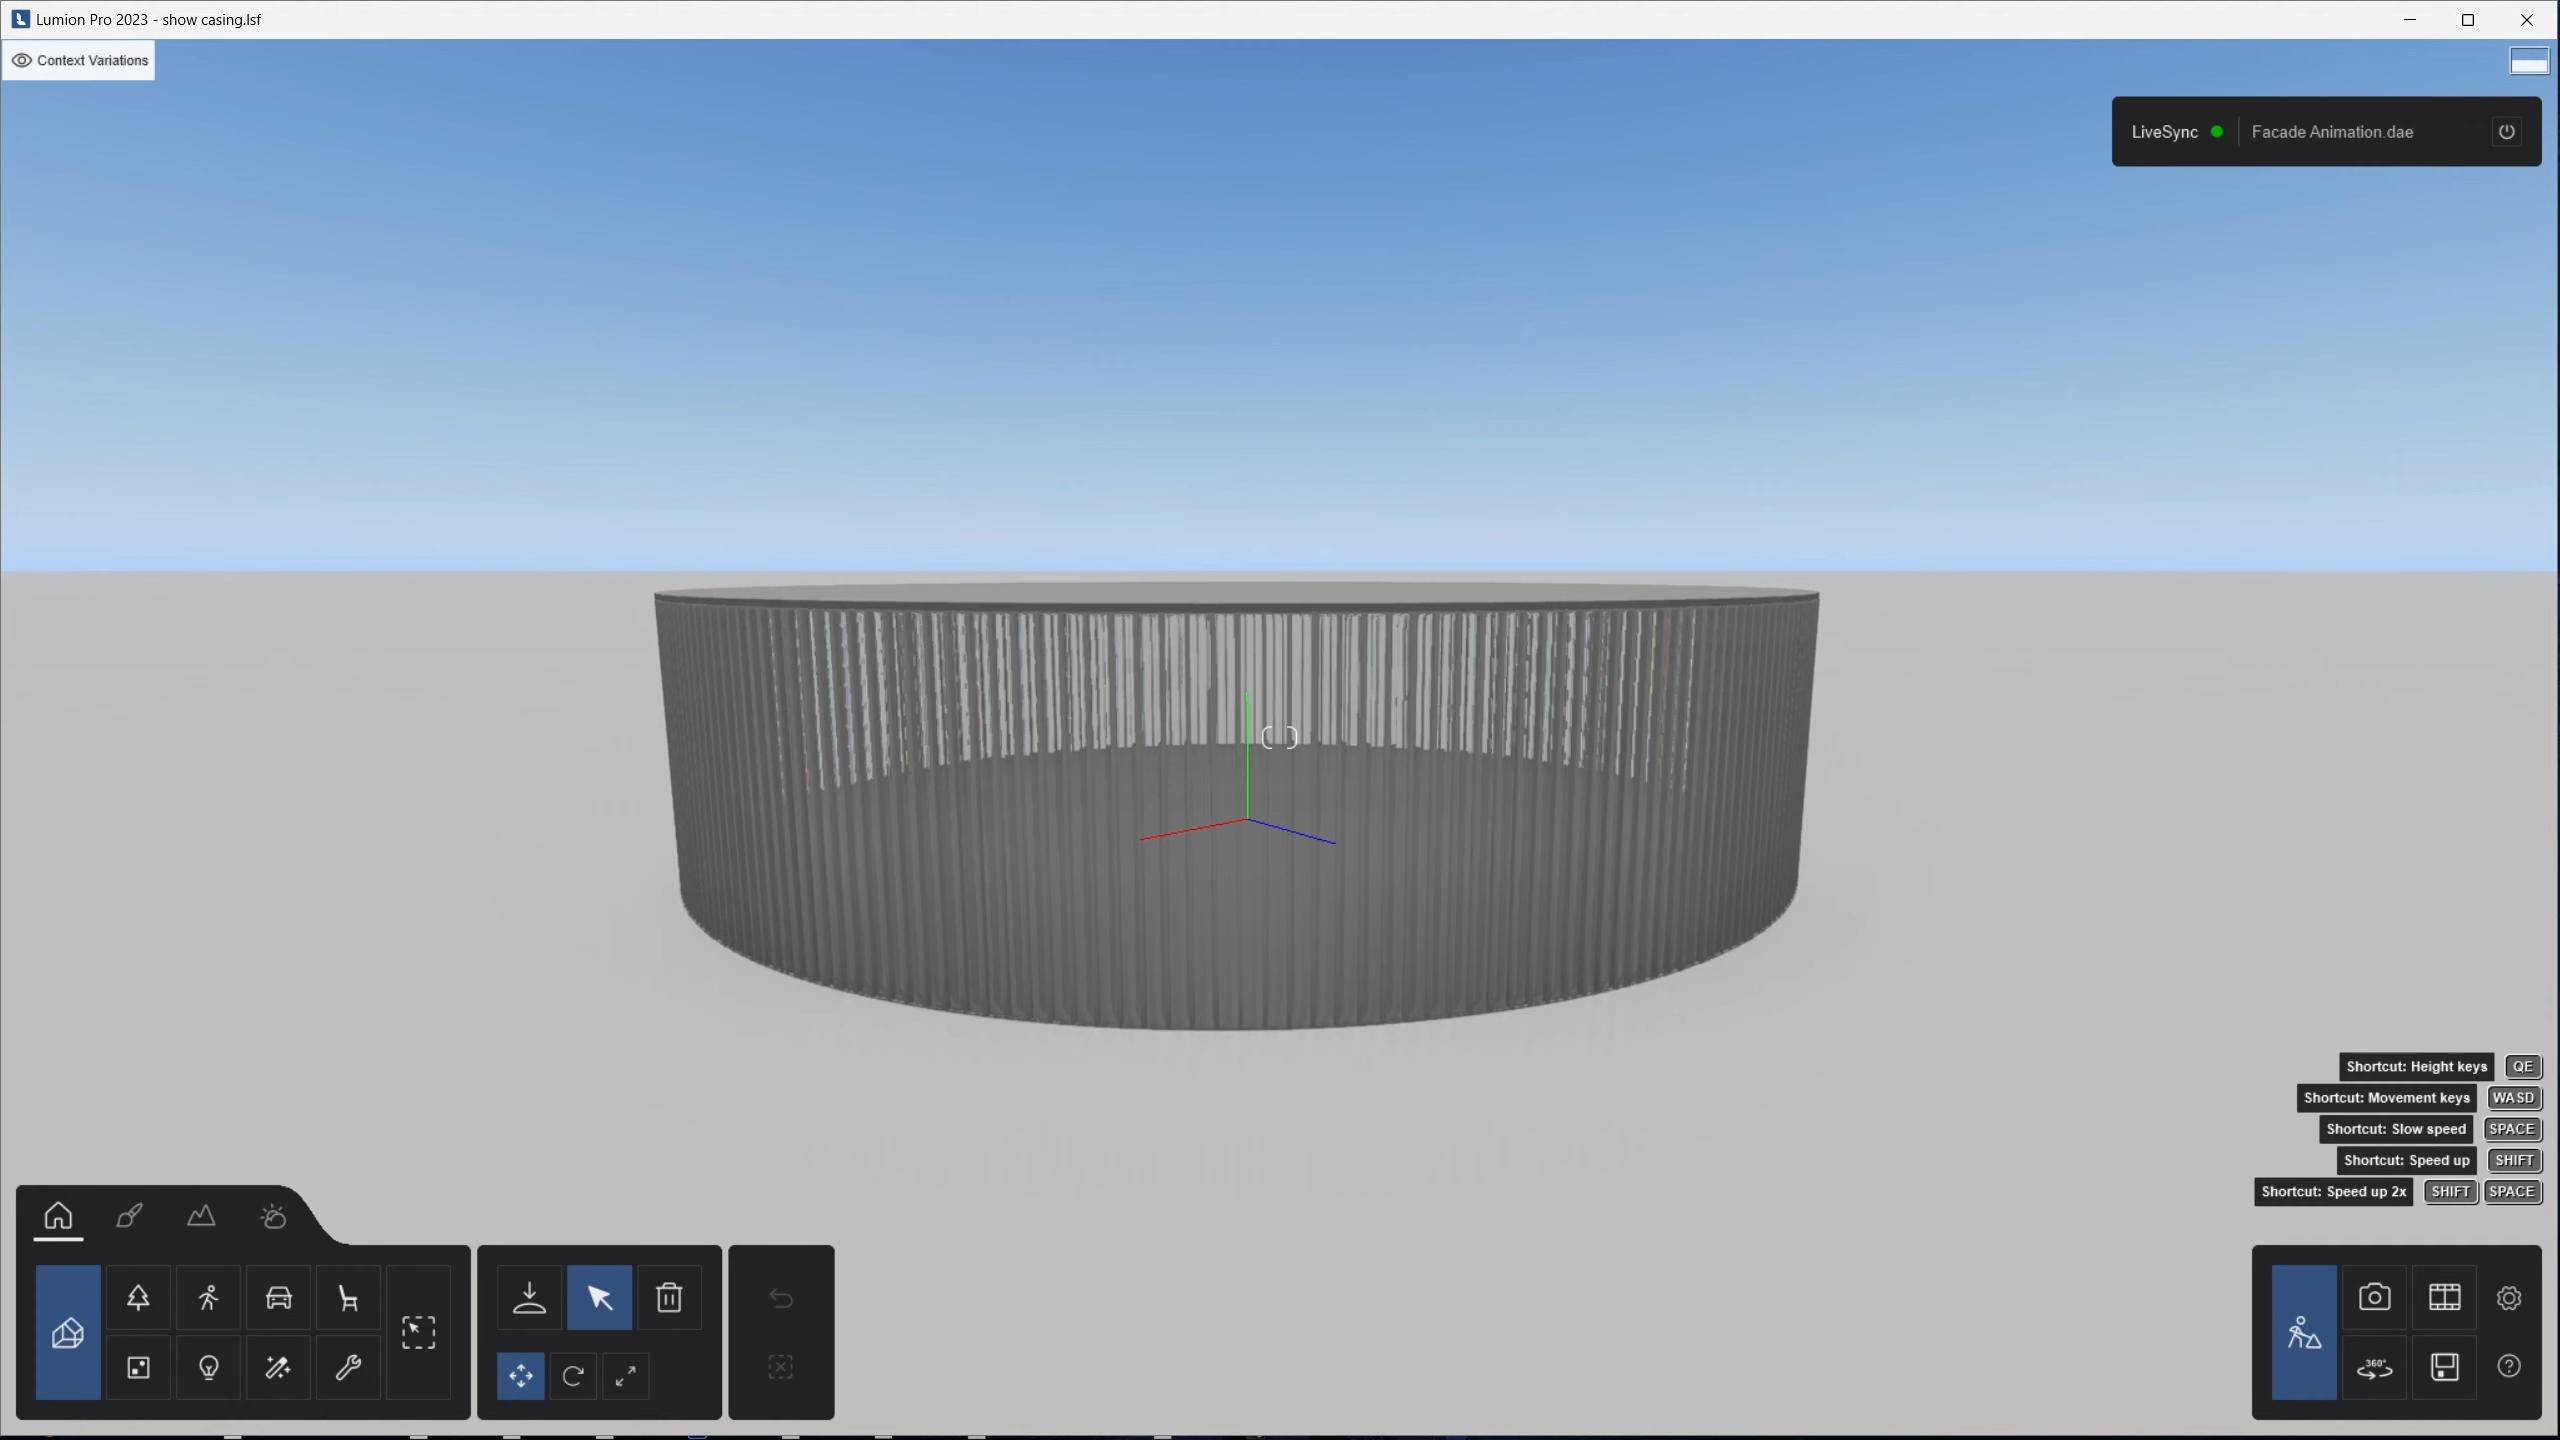 Lumion Pro 2023 - show casing.lsf
Context Variations
LiveSync
Facade Animation.dae
Shortcut: Height keys QE
Shortcut: Movement keys WASD
Shortcut: Slow speed SPACE
Shortcut: Speed up SHIFT
Shortcut: Speed up 2x SHIFT SPACE
360°